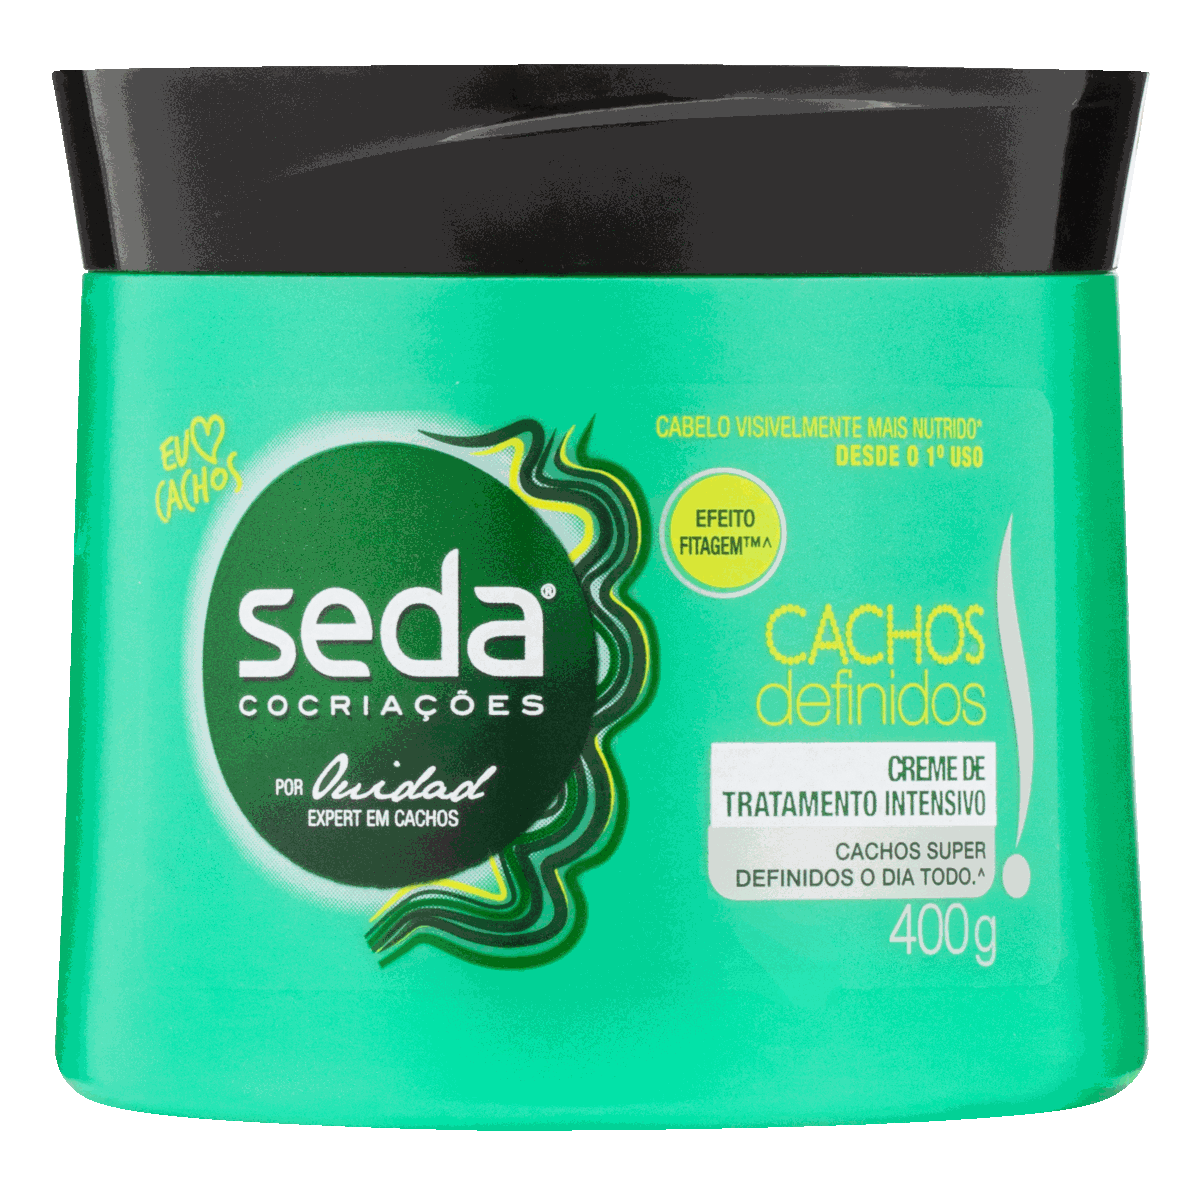 EU♡
CACHOS
seda®
COCRIAÇÕES
POR Ouidad
EXPERT EM CACHOS
CABELO VISIVELMENTE MAIS NUTRIDO*
DESDE O 1º USO
EFEITO
FITAGEM™^
CACHOS
definidos
CREME DE
TRATAMENTO INTENSIVO
CACHOS SUPER
DEFINIDOS O DIA TODO.^
400g